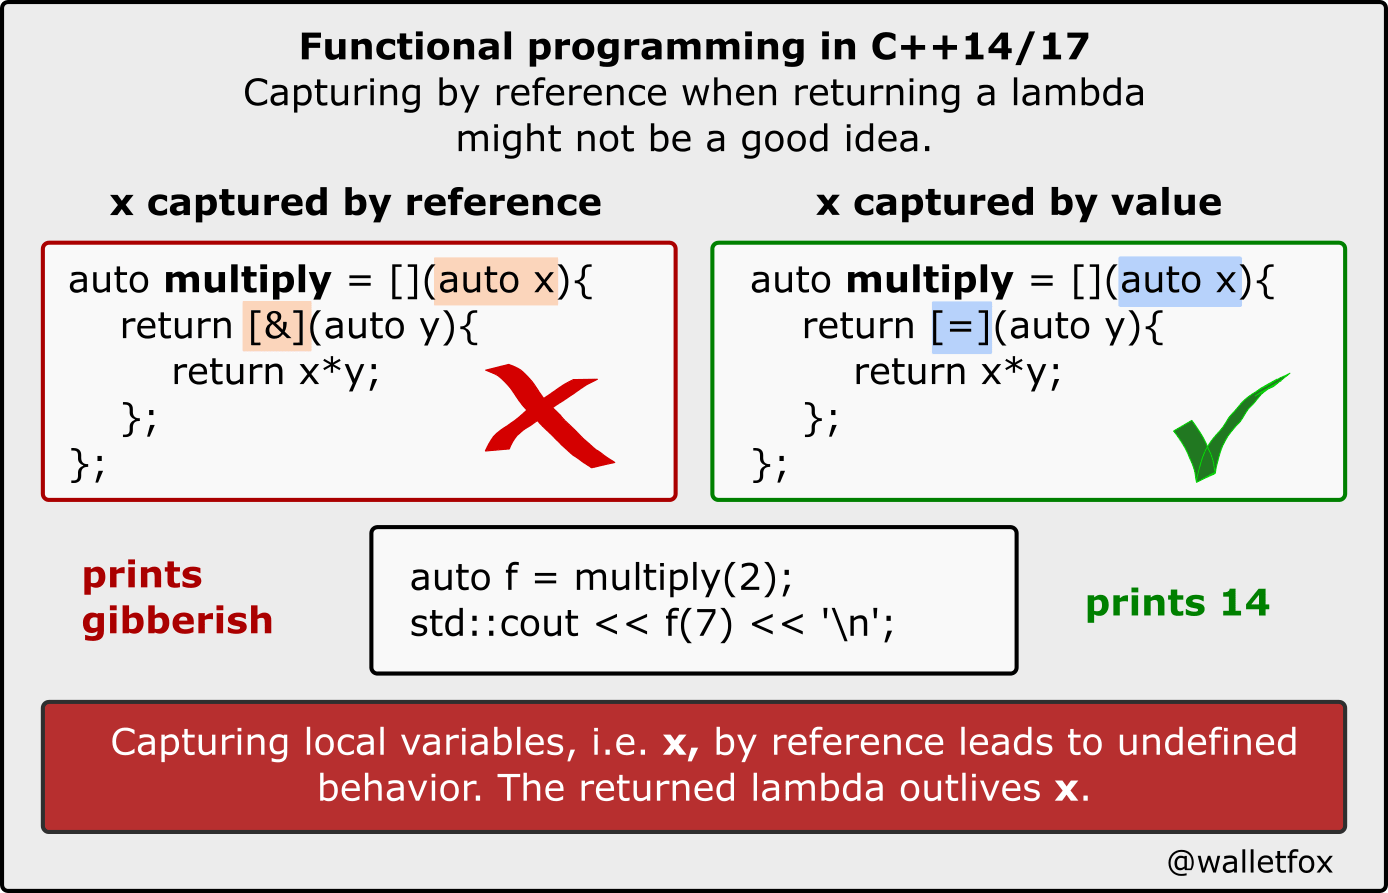 Functional programming in C++14/17
Capturing by reference when returning a lambda
might not be a good idea.
x captured by reference
auto multiply = [](auto x){
return [&](auto y){
return x*y;
};
};
x captured by value
auto multiply = [](auto x){
return [=](auto y){
return x*y;
};
};
prints
gibberish
auto f = multiply(2);
std::cout << f(7) << '\n';
prints 14
Capturing local variables, i.e. x, by reference leads to undefined
behavior. The returned lambda outlives x.
@walletfox